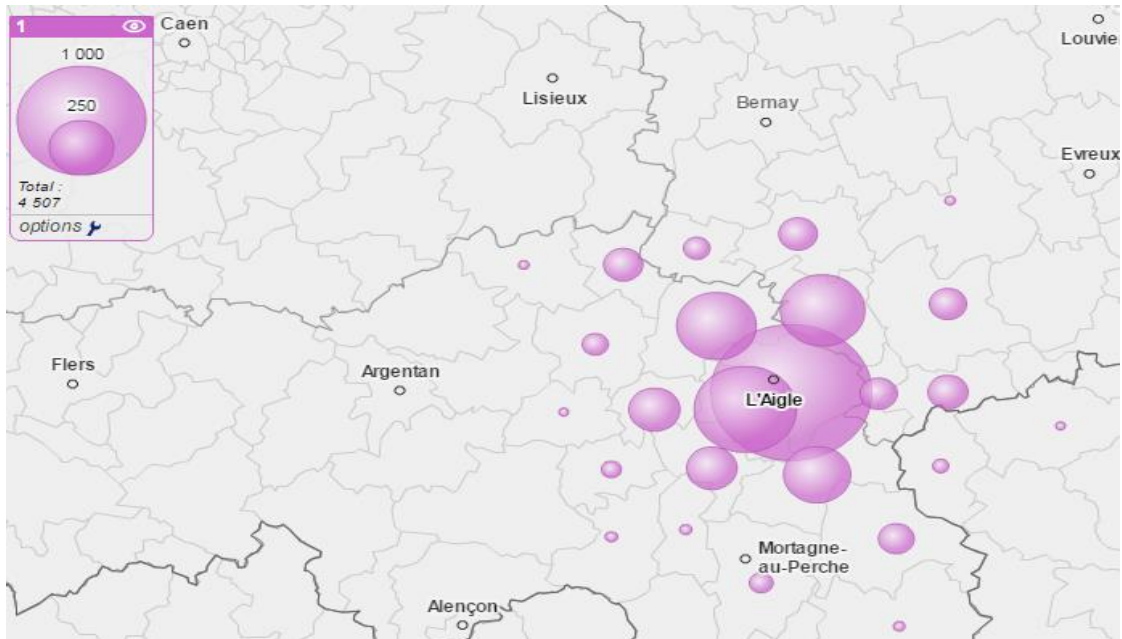 1
1 000
250
Total :
4 507
options
Caen
Lisieux
Bernay
Louvie
Evreux
Flers
Argentan
L'Aigle
Mortagne-
au-Perche
Alençon